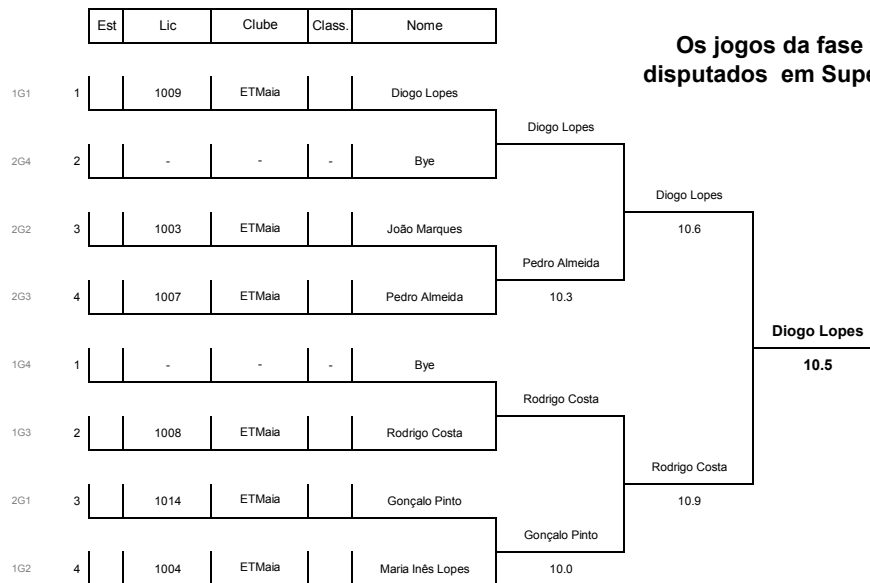 Est Lic Clube Class. Nome
Os jogos da fase
disputados em Supe
1G1 1 1009 ETMaia Diogo Lopes
Diogo Lopes
2G4 2 - - - Bye
Diogo Lopes
10.6
2G2 3 1003 ETMaia João Marques
Pedro Almeida
10.3
2G3 4 1007 ETMaia Pedro Almeida
Diogo Lopes
10.5
1G4 1 - - - Bye
Rodrigo Costa
1G3 2 1008 ETMaia Rodrigo Costa
Rodrigo Costa
10.9
2G1 3 1014 ETMaia Gonçalo Pinto
Gonçalo Pinto
10.0
1G2 4 1004 ETMaia Maria Inês Lopes